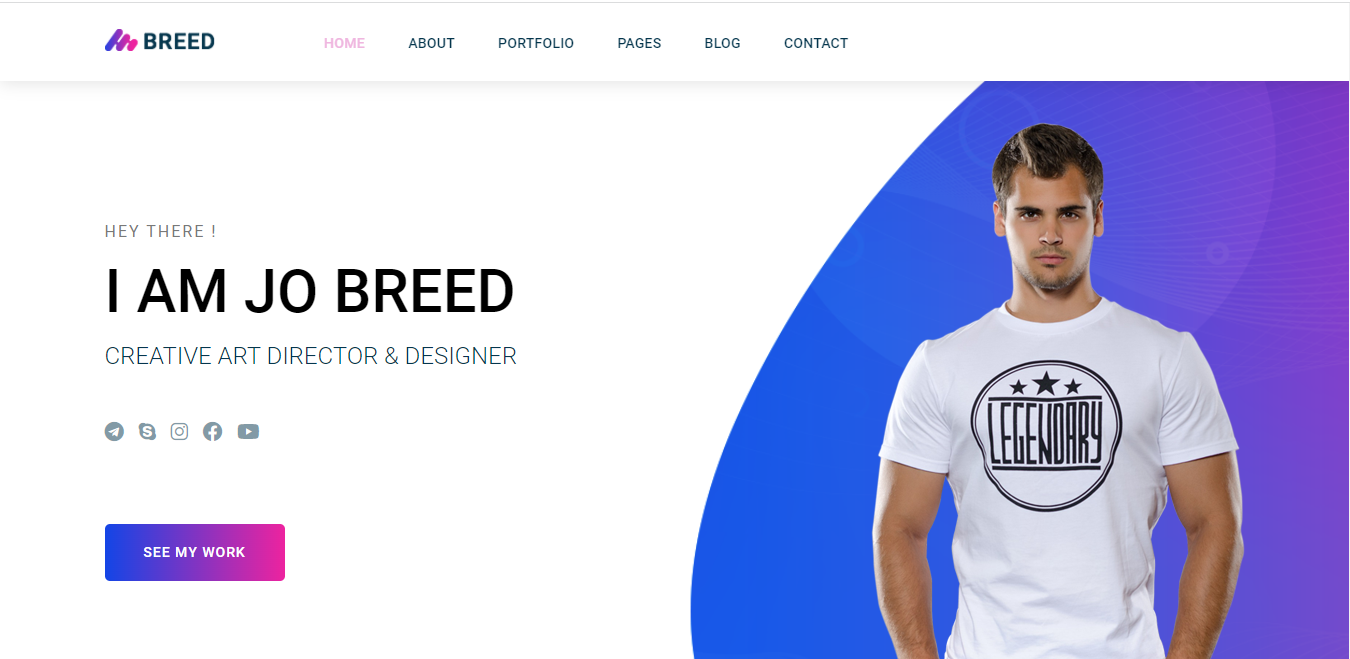 BREED
HOME ABOUT PORTFOLIO PAGES BLOG CONTACT
HEY THERE !
I AM JO BREED
CREATIVE ART DIRECTOR & DESIGNER
SEE MY WORK
LEGENDARY